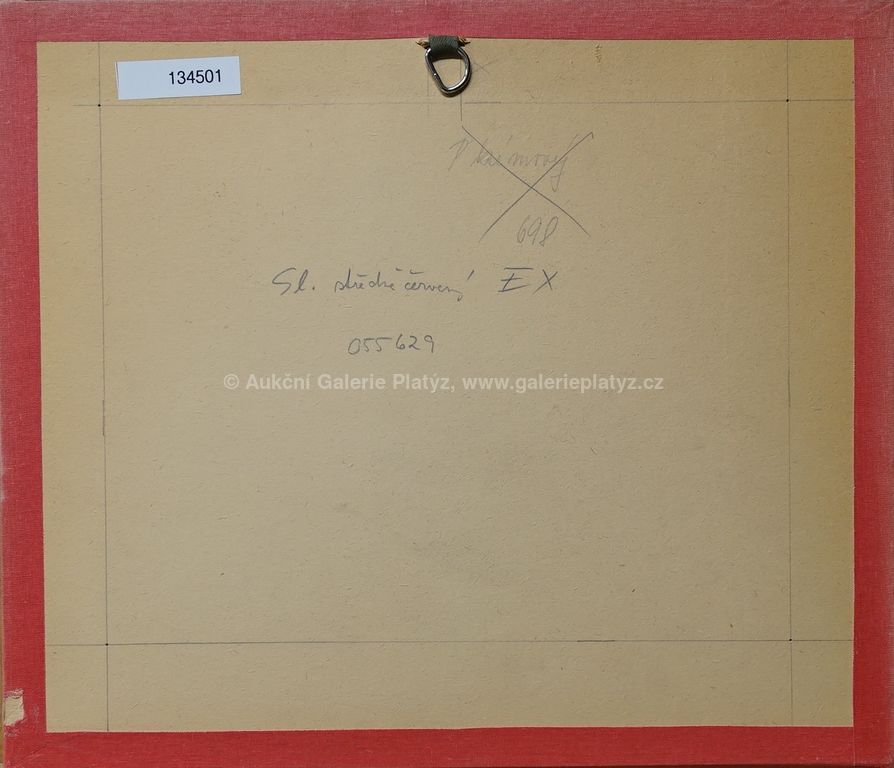 134501
698
Sl. středně červený EX
055629
© Aukční Galerie Platýz, www.galerieplatyz.cz